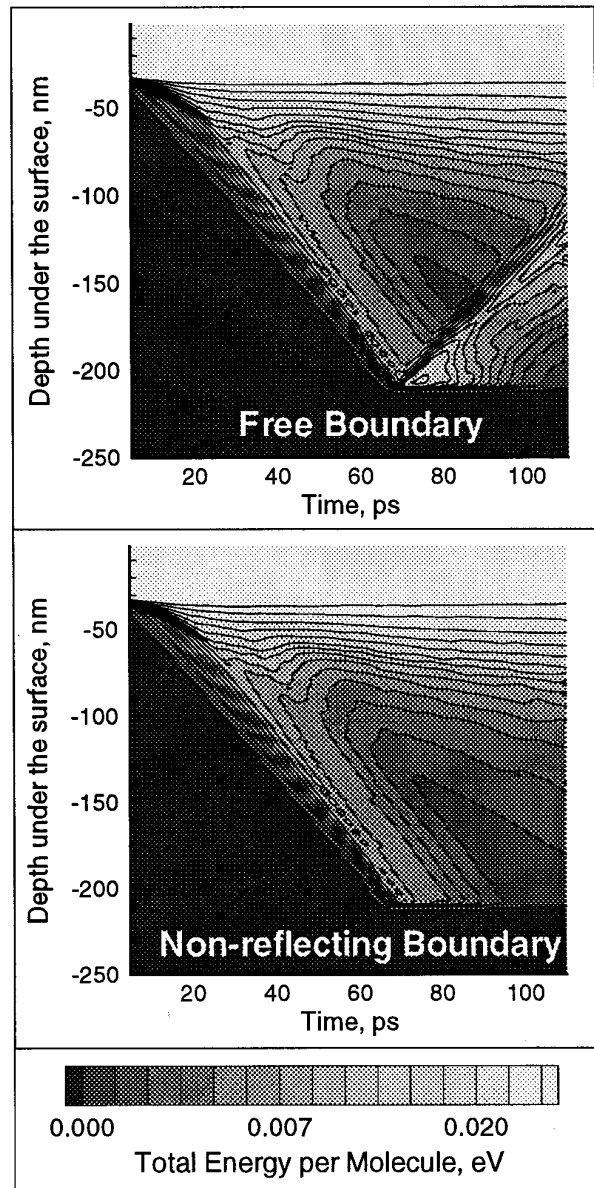 Depth under the surface, nm
-50
-100
-150
-200
-250
Free Boundary
20 40 60 80 100
Time, ps
Depth under the surface, nm
-50
-100
-150
-200
-250
Non-reflecting Boundary
20 40 60 80 100
Time, ps
0.000 0.007 0.020
Total Energy per Molecule, eV